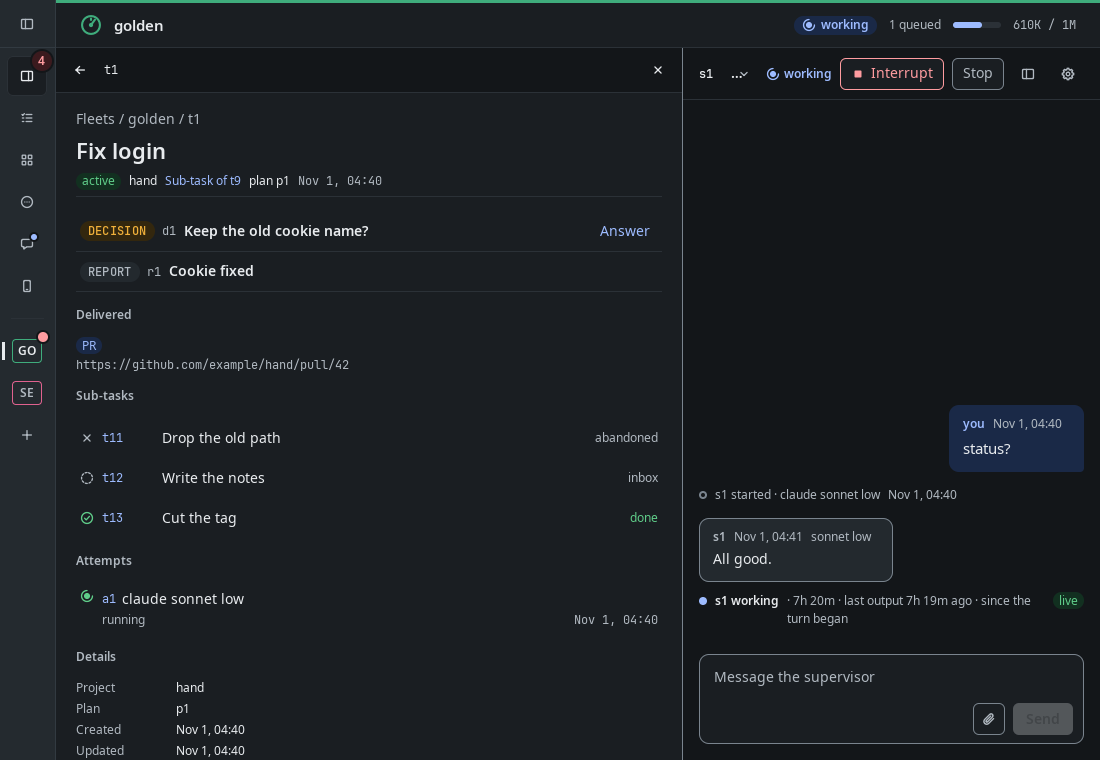 golden
working
1 queued
610K / 1M
4
GO
SE
t1
Fleets / golden / t1
Fix login
active hand Sub-task of t9 plan p1 Nov 1, 04:40
DECISION d1 Keep the old cookie name? Answer
REPORT r1 Cookie fixed
Delivered
PR
https://github.com/example/hand/pull/42
Sub-tasks
t11 Drop the old path abandoned
t12 Write the notes inbox
t13 Cut the tag done
Attempts
a1 claude sonnet low
running Nov 1, 04:40
Details
Project hand
Plan p1
Created Nov 1, 04:40
Updated Nov 1, 04:40
s1 ... working Interrupt Stop
you Nov 1, 04:40
status?
s1 started · claude sonnet low Nov 1, 04:40
s1 Nov 1, 04:41 sonnet low
All good.
s1 working · 7h 20m · last output 7h 19m ago · since the
turn began
live
Message the supervisor
Send